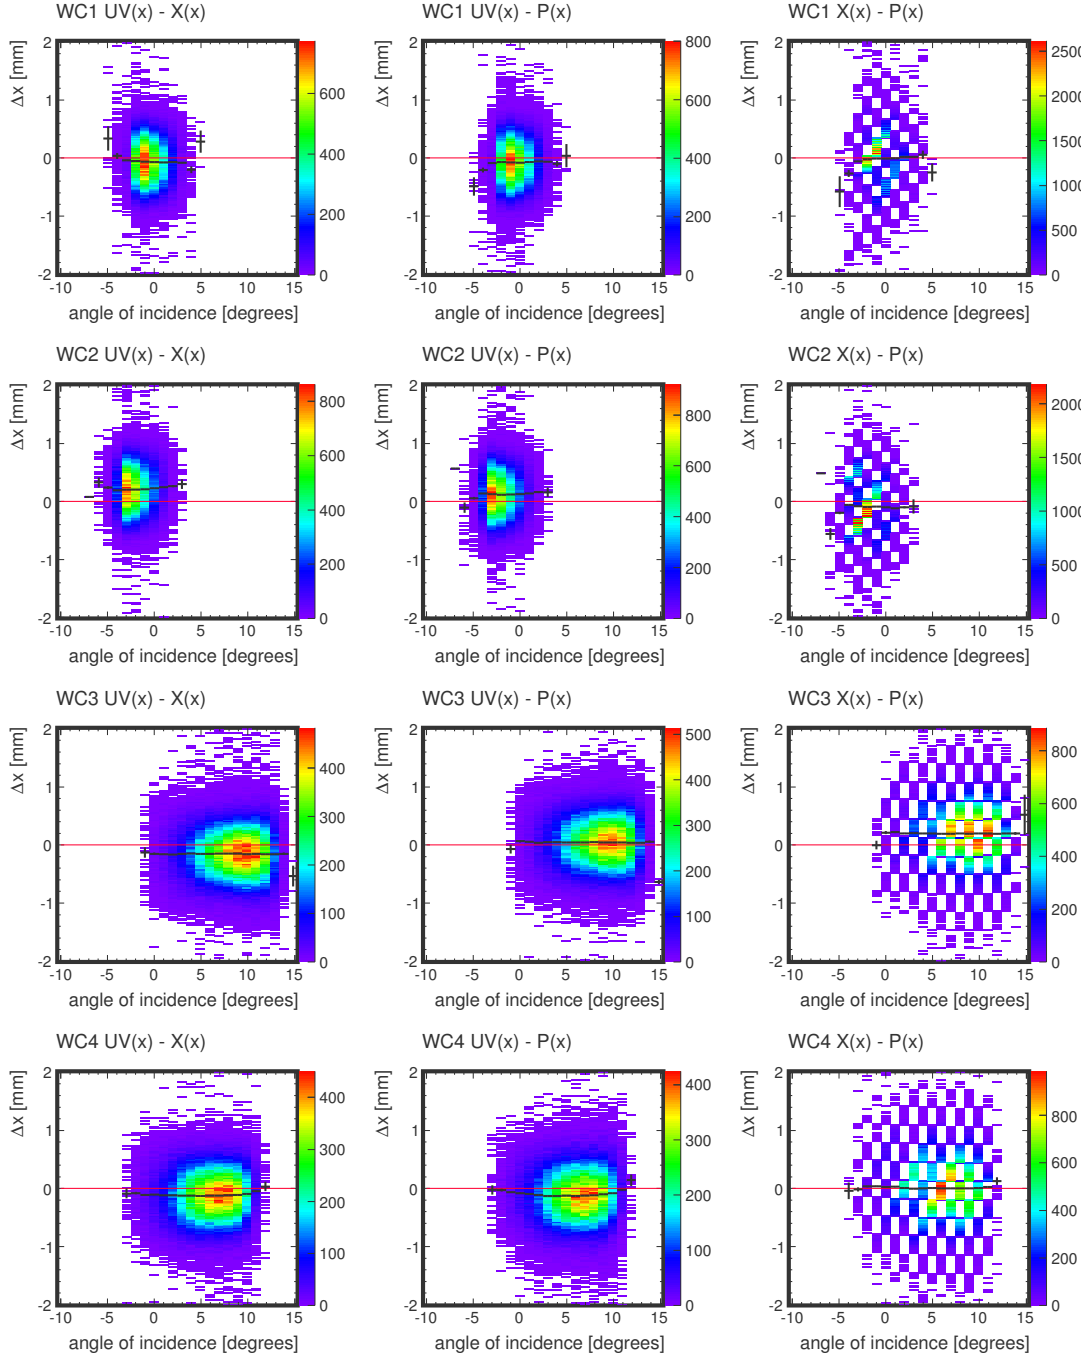 WC1 UV(x) - X(x)
Δx [mm]
2
1
0
-1
-2
-10 -5 0 5 10 15
600
400
200
0
angle of incidence [degrees]
WC1 UV(x) - P(x)
Δx [mm]
2
1
0
-1
-2
-10 -5 0 5 10 15
800
600
400
200
0
angle of incidence [degrees]
WC1 X(x) - P(x)
Δx [mm]
2
1
0
-1
-2
-10 -5 0 5 10 15
2500
2000
1500
1000
500
0
angle of incidence [degrees]
WC2 UV(x) - X(x)
Δx [mm]
2
1
0
-1
-2
-10 -5 0 5 10 15
800
600
400
200
0
angle of incidence [degrees]
WC2 UV(x) - P(x)
Δx [mm]
2
1
0
-1
-2
-10 -5 0 5 10 15
800
600
400
200
0
angle of incidence [degrees]
WC2 X(x) - P(x)
Δx [mm]
2
1
0
-1
-2
-10 -5 0 5 10 15
2000
1500
1000
500
0
angle of incidence [degrees]
WC3 UV(x) - X(x)
Δx [mm]
2
1
0
-1
-2
-10 -5 0 5 10 15
400
300
200
100
0
angle of incidence [degrees]
WC3 UV(x) - P(x)
Δx [mm]
2
1
0
-1
-2
-10 -5 0 5 10 15
500
400
300
200
100
0
angle of incidence [degrees]
WC3 X(x) - P(x)
Δx [mm]
2
1
0
-1
-2
-10 -5 0 5 10 15
800
600
400
200
0
angle of incidence [degrees]
WC4 UV(x) - X(x)
Δx [mm]
2
1
0
-1
-2
-10 -5 0 5 10 15
400
300
200
100
0
angle of incidence [degrees]
WC4 UV(x) - P(x)
Δx [mm]
2
1
0
-1
-2
-10 -5 0 5 10 15
400
300
200
100
0
angle of incidence [degrees]
WC4 X(x) - P(x)
Δx [mm]
2
1
0
-1
-2
-10 -5 0 5 10 15
800
600
400
200
0
angle of incidence [degrees]